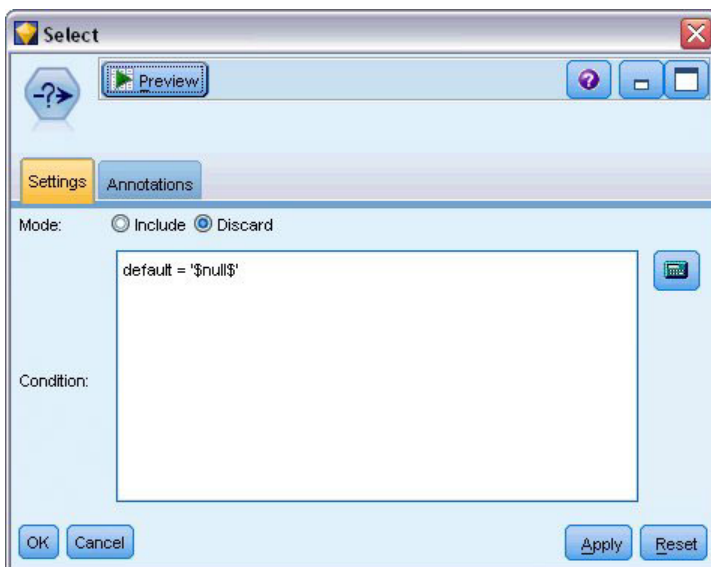 Select
Preview
Settings Annotations
Mode: Include Discard
default = '$null$'
Condition:
OK Cancel Apply Reset